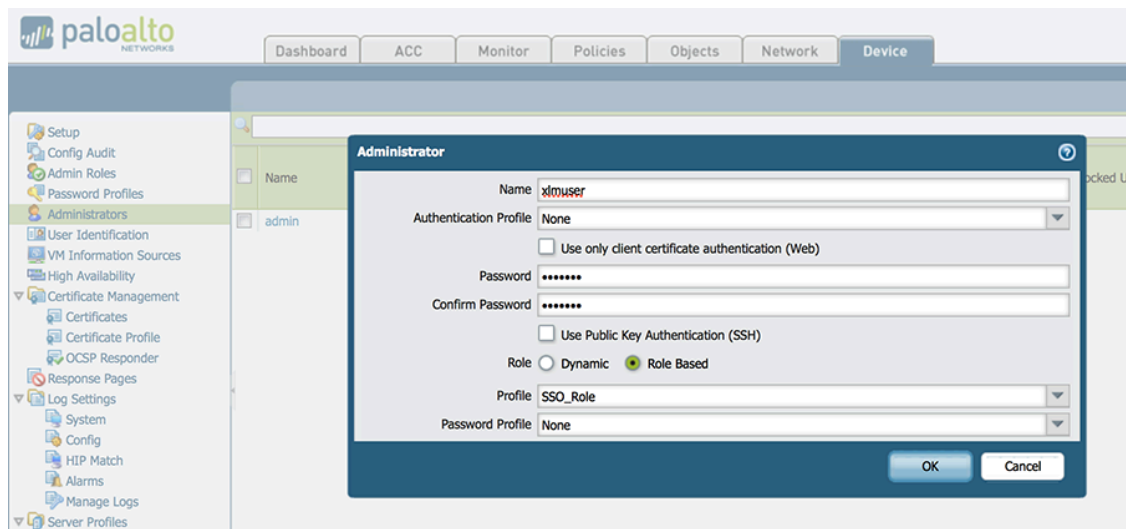 paloalto
NETWORKS
Dashboard ACC Monitor Policies Objects Network Device
Setup
Config Audit
Admin Roles
Password Profiles
Administrators
User Identification
VM Information Sources
High Availability
Certificate Management
Certificates
Certificate Profile
OCSP Responder
Response Pages
Log Settings
System
Config
HIP Match
Alarms
Manage Logs
Server Profiles
Name
admin
ocked U
Administrator
Name xlmuser
Authentication Profile None
Use only client certificate authentication (Web)
Password •••••••
Confirm Password •••••••
Use Public Key Authentication (SSH)
Role Dynamic Role Based
Profile SSO_Role
Password Profile None
OK Cancel